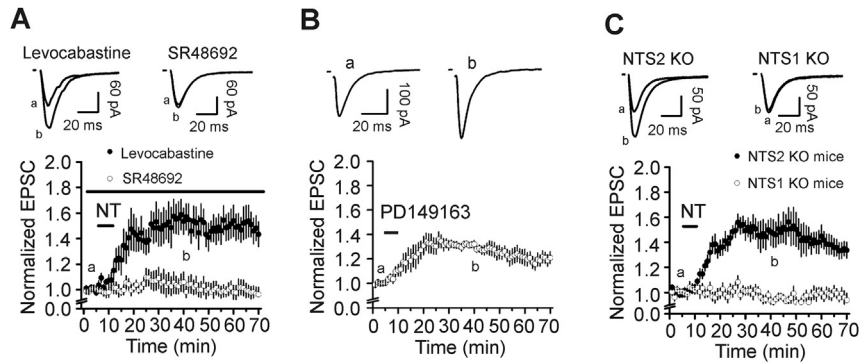 A
Levocabastine
SR48692
a
b
60 pA
20 ms
a
b
60 pA
20 ms
Levocabastine
SR48692
NT
a
b
Normalized EPSC
2.0
1.8
1.6
1.4
1.2
1.0
0.0
0 10 20 30 40 50 60 70
Time (min)
B
a
b
100 pA
20 ms
PD149163
a
b
Normalized EPSC
2.0
1.8
1.6
1.4
1.2
1.0
0.0
0 10 20 30 40 50 60 70
Time (min)
C
NTS2 KO
NTS1 KO
a
b
50 pA
20 ms
b
a
50 pA
20 ms
NTS2 KO mice
NTS1 KO mice
NT
a
b
Normalized EPSC
2.0
1.8
1.6
1.4
1.2
1.0
0.0
0 10 20 30 40 50 60 70
Time (min)